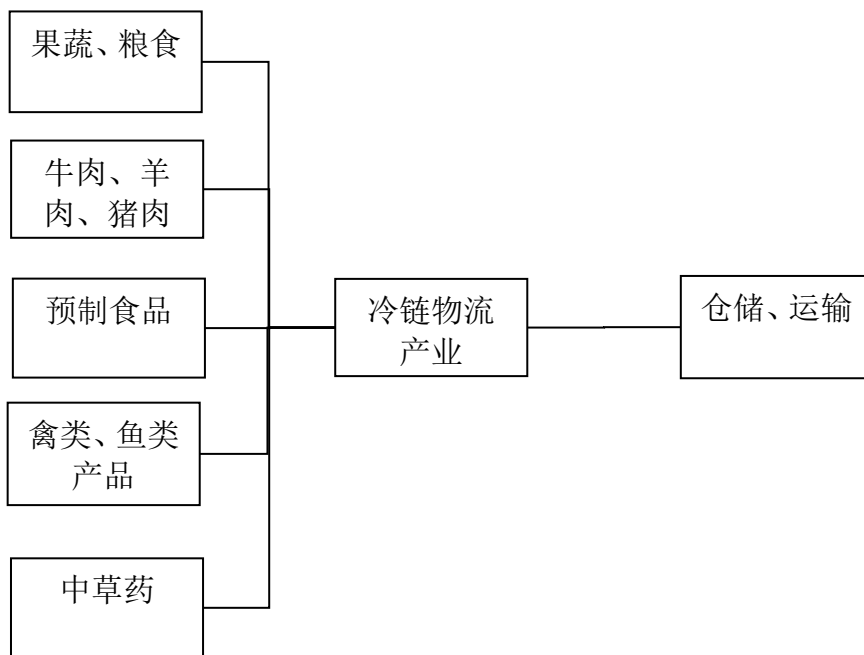 果蔬、粮食
牛肉、羊
肉、猪肉
预制食品
冷链物流
产业
仓储、运输
禽类、鱼类
产品
中草药